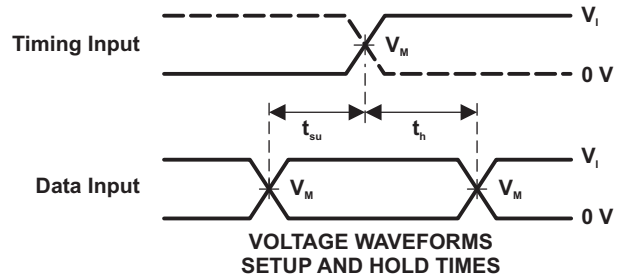 Timing Input
V_M
V_I
0 V
t_su
t_h
Data Input
V_M
V_M
V_I
0 V
VOLTAGE WAVEFORMS
SETUP AND HOLD TIMES